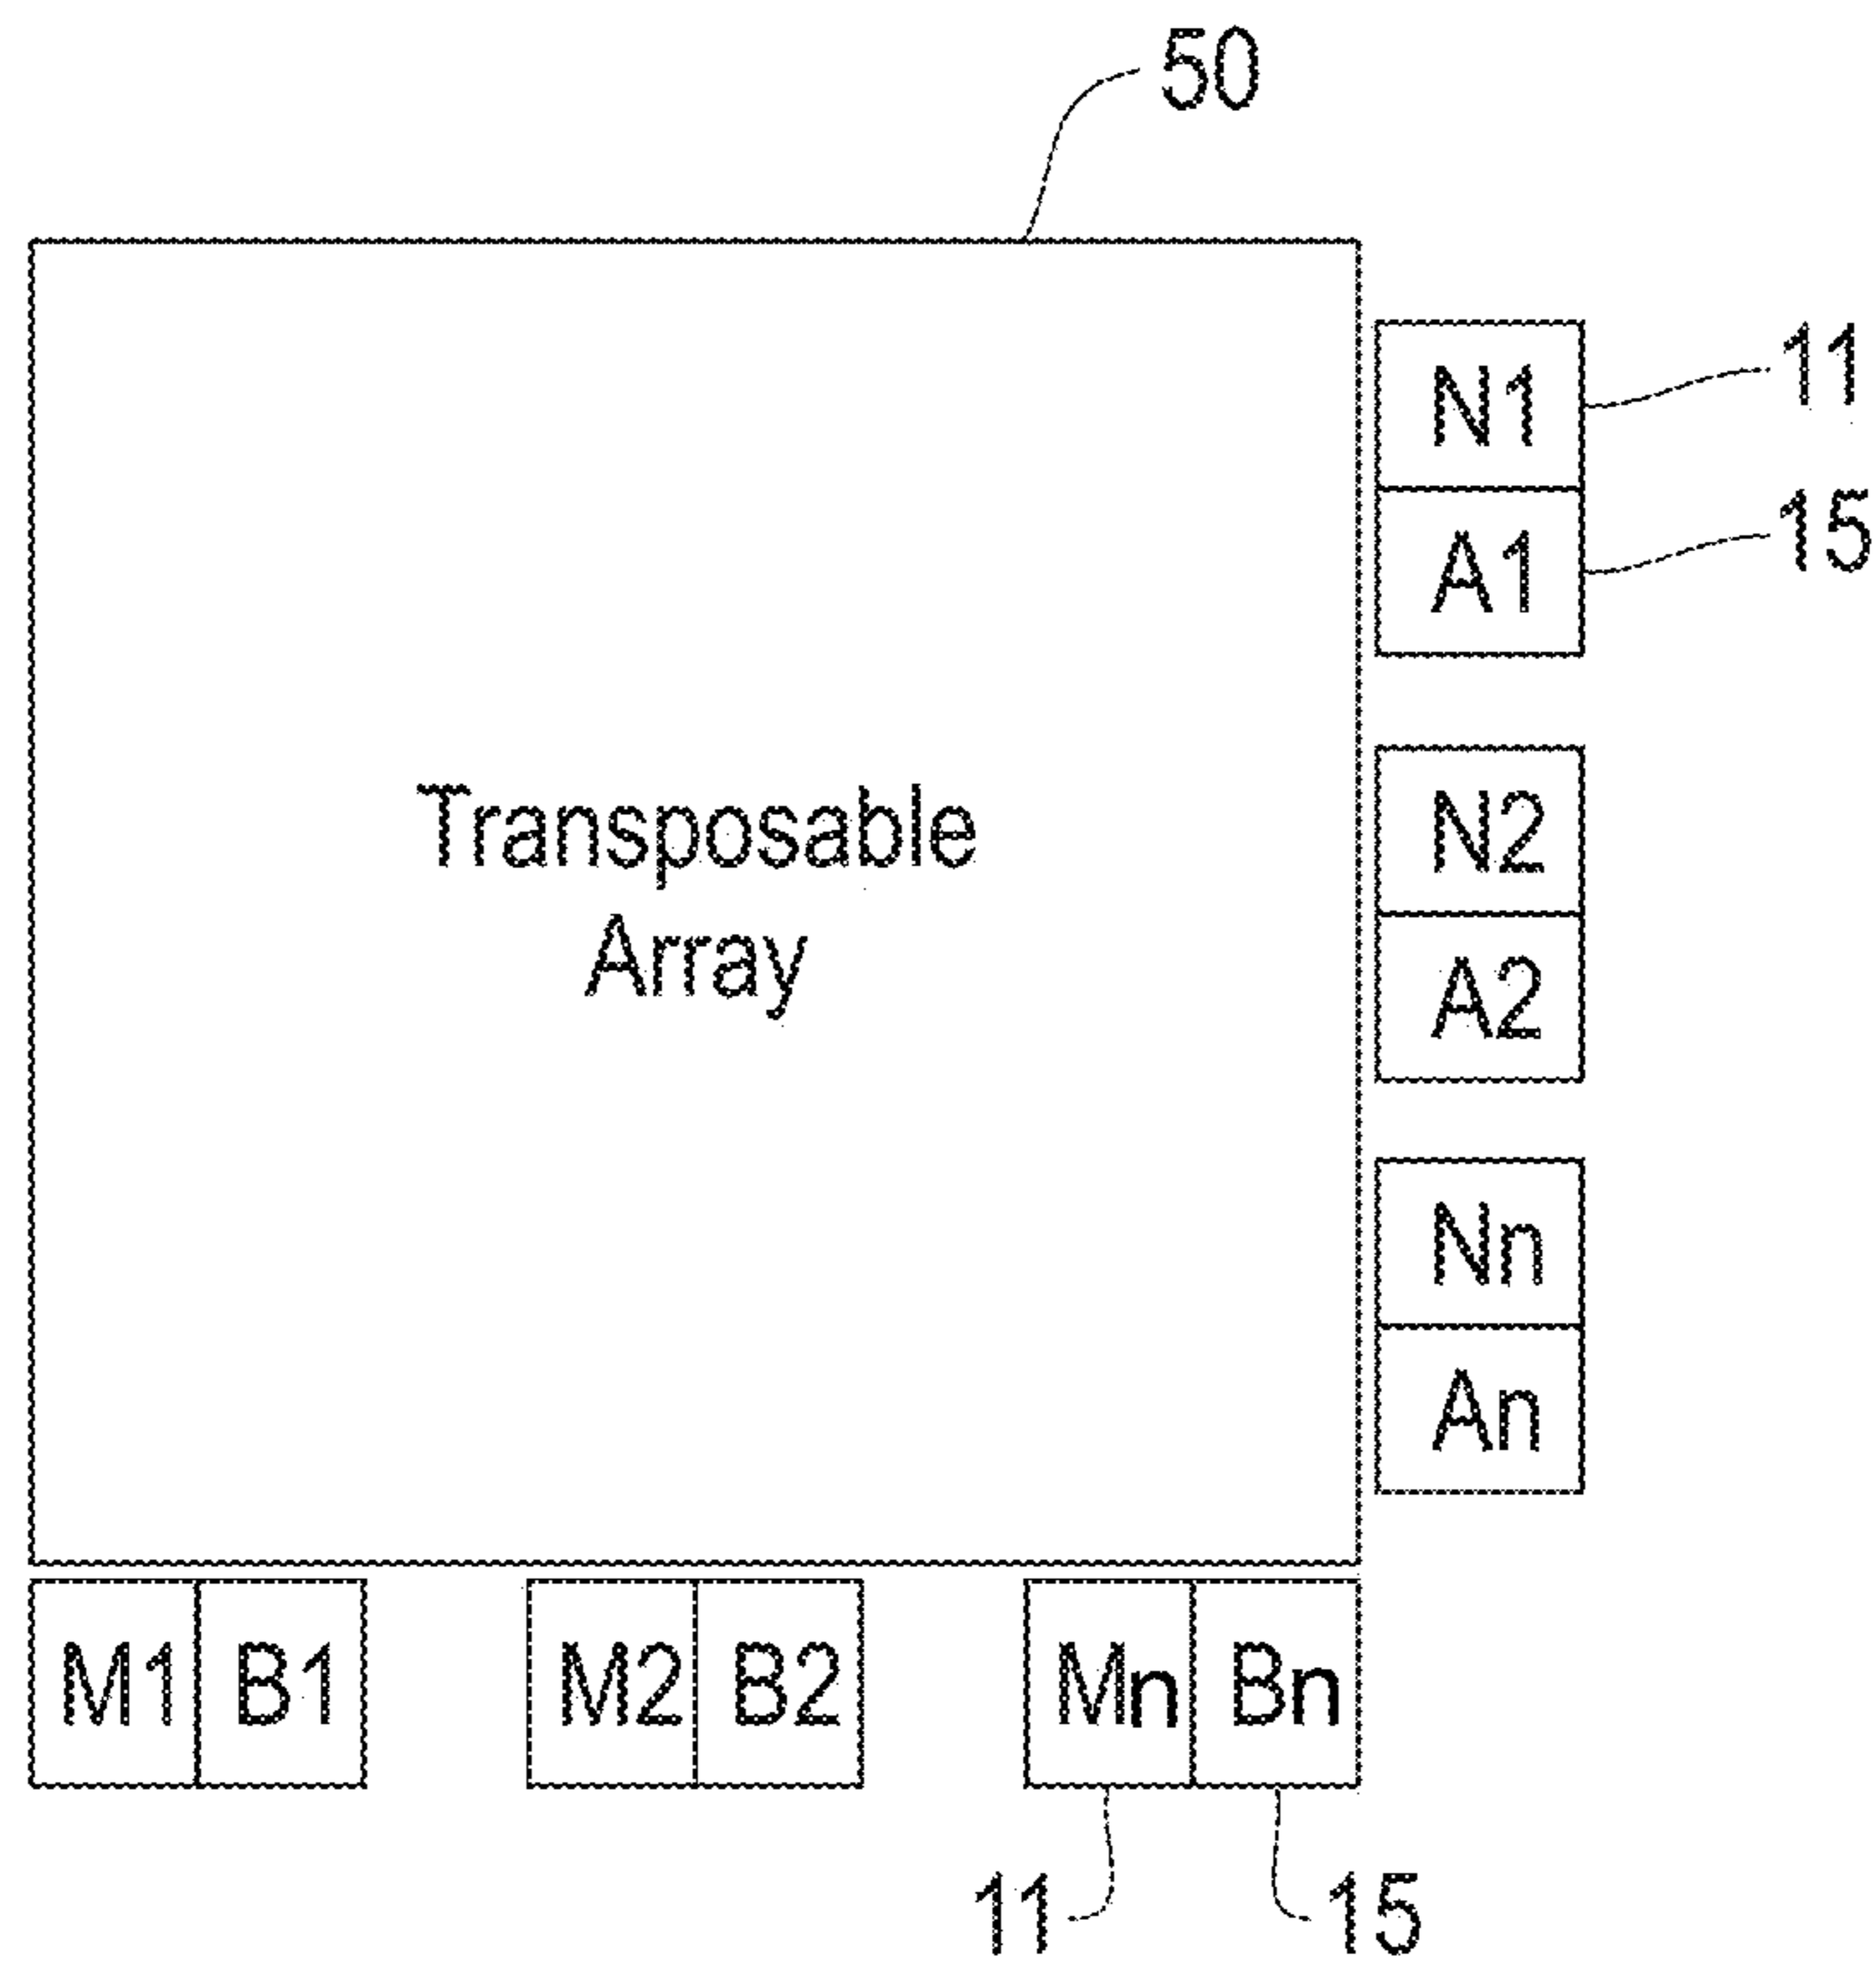 50
N1
11
A1
15
Transposable
Array
N2
A2
Nn
An
M1 B1 M2 B2 Mn Bn
11 15